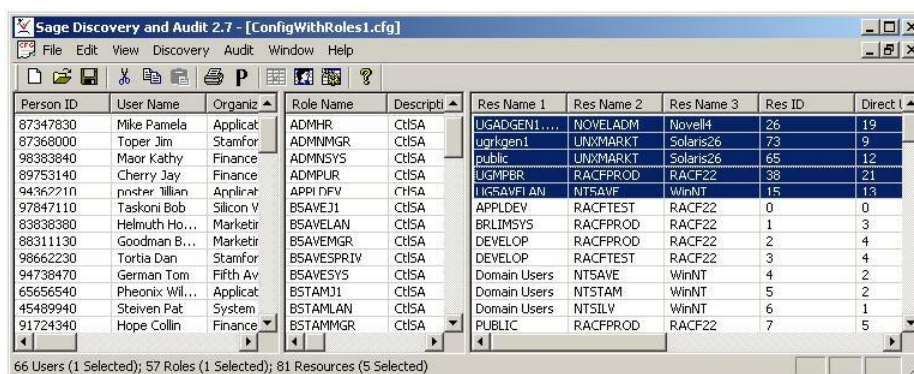 Sage Discovery and Audit 2.7 - [ConfigWithRoles1.cfg]
File Edit View Discovery Audit Window Help
P ?
Person ID User Name Organiz Role Name Descripti Res Name 1 Res Name 2 Res Name 3 Res ID Direct U
87347830 Mike Pamela Applicat ADMHR CtlSA UGADGEN1.... NOVELADM Novell4 26 19
87368000 Toper Jim Stamfor ADMNMGR CtlSA ugrkgen1 UNXMARKT Solaris26 73 9
98383840 Maor Kathy Finance ADMNSYS CtlSA public UNXMARKT Solaris26 65 12
89753140 Cherry Jay Finance ADMPUR CtlSA UGMPBR RACFPROD RACF22 38 21
94362210 poster Jillian Applicat APPLDEV CtlSA UG5AVELAN NT5AVE WinNT 15 13
97847110 Taskoni Bob Silicon V B5AVEJ1 CtlSA APPLDEV RACFTEST RACF22 0 0
83838380 Helmuth Ho... Marketir B5AVELAN CtlSA BRLIMSYS RACFPROD RACF22 1 3
88311130 Goodman B... Marketir B5AVEMGR CtlSA DEVELOP RACFPROD RACF22 2 4
98662230 Tortia Dan Stamfor B5AVESPRIV CtlSA DEVELOP RACFTEST RACF22 3 4
94738470 German Tom Fifth Av B5AVESYS CtlSA Domain Users NT5AVE WinNT 4 2
65656540 Pheonix Wil... Applicat BSTAMJ1 CtlSA Domain Users NTSTAM WinNT 5 2
45489940 Steiven Pat System BSTAMLAN CtlSA Domain Users NTSILV WinNT 6 1
91724340 Hope Collin Finance BSTAMMGR CtlSA PUBLIC RACFPROD RACF22 7 5
66 Users (1 Selected); 57 Roles (1 Selected); 81 Resources (5 Selected)